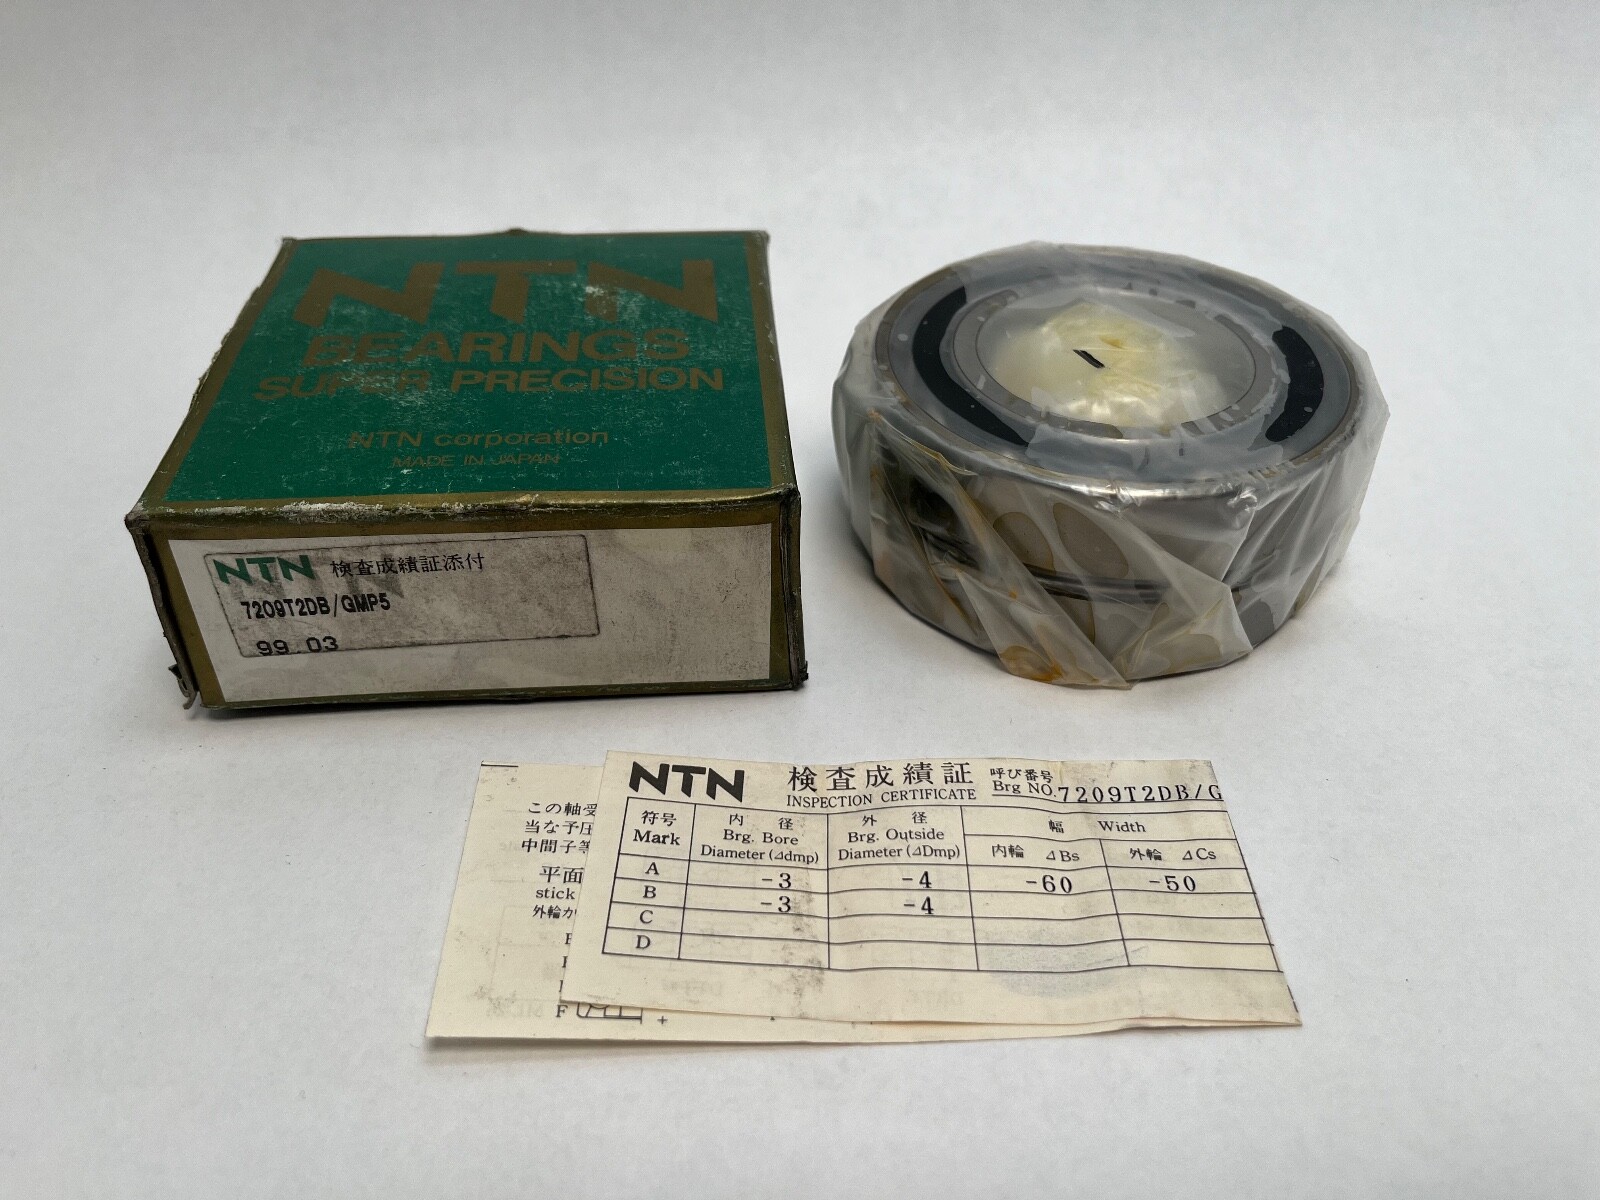 NTN
BEARINGS
SUPER PRECISION
NTN corporation
MADE IN JAPAN
NTN 検査成績証添付
7209T2DB/GMP5
99.03
NTN 検査成績証 呼び番号
INSPECTION CERTIFICATE Brg NO. 7209T2DB/G
符号 内径 外径 幅 Width
Mark Brg. Bore Brg. Outside
Diameter (⊿dmp) Diameter (⊿Dmp) 内輪 ⊿Bs 外輪 ⊿Cs
A -3 -4 -60 -50
B -3 -4
C
D
この軸受
当な予圧
中間子等
平面
stick
外輪か
F
+